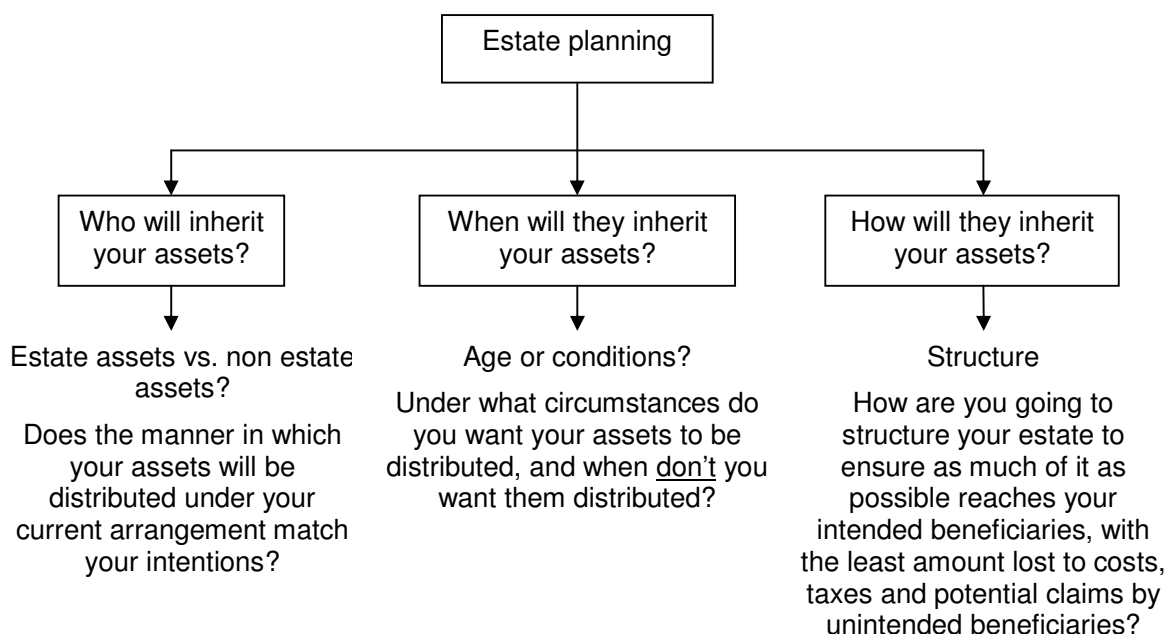 Estate planning
Who will inherit
your assets?
When will they inherit
your assets?
How will they inherit
your assets?
Estate assets vs. non estate
assets?
Does the manner in which
your assets will be
distributed under your
current arrangement match
your intentions?
Age or conditions?
Under what circumstances do
you want your assets to be
distributed, and when don't you
want them distributed?
Structure
How are you going to
structure your estate to
ensure as much of it as
possible reaches your
intended beneficiaries, with
the least amount lost to costs,
taxes and potential claims by
unintended beneficiaries?